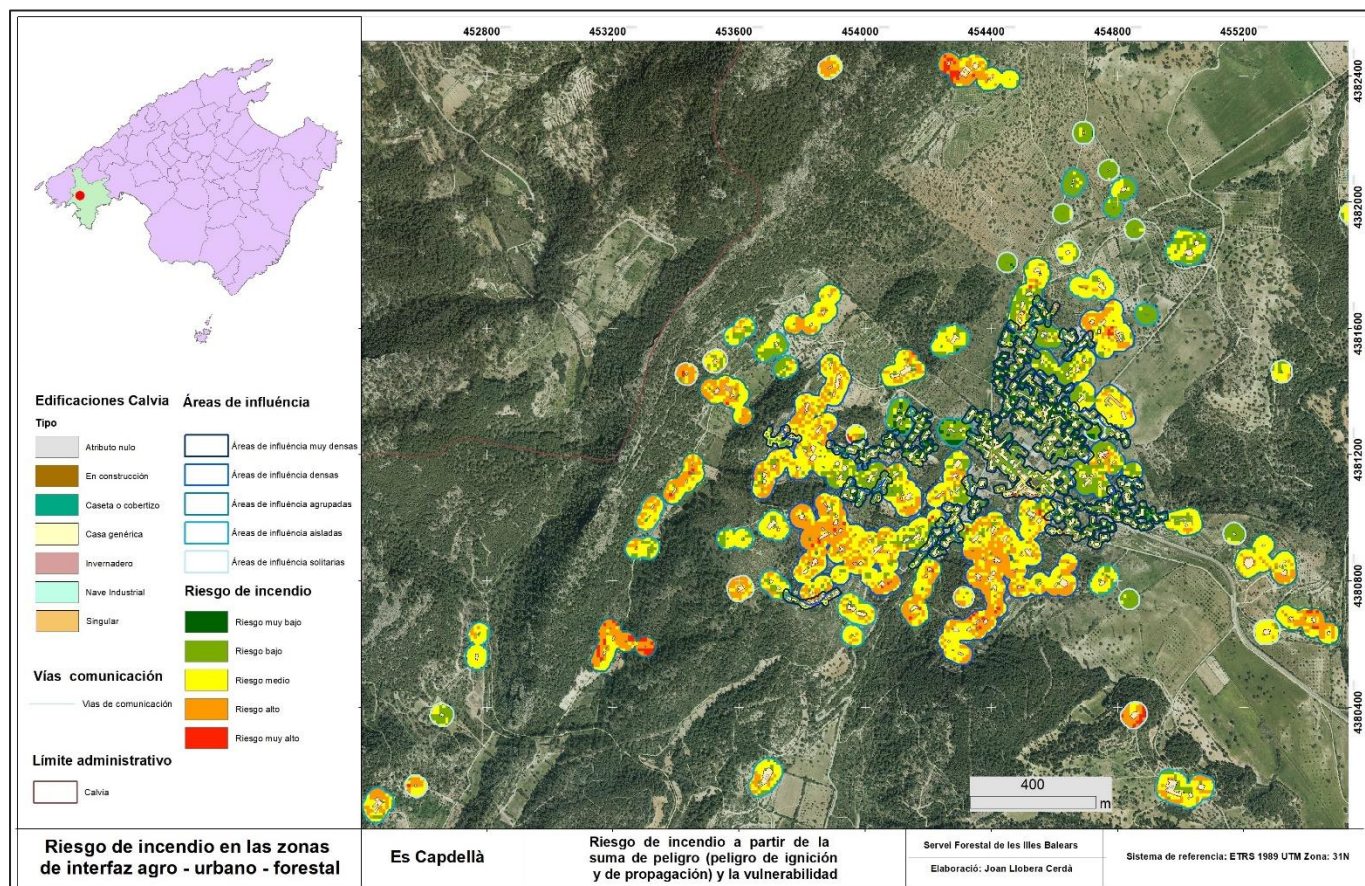 452800 453200 453600 454000 454400 454800 455200
4382400
4382000
4381600
4381200
4380800
4380400
Edificaciones Calvia
Tipo
Atributo nulo
En construcción
Caseta o cobertizo
Casa genérica
Invernadero
Nave Industrial
Singular
Vías comunicación
Vias de comunicación
Límite administrativo
Calvia
Áreas de influéncia
Áreas de influéncia muy densas
Áreas de influéncia densas
Áreas de influéncia agrupadas
Áreas de influéncia aisladas
Áreas de influéncia solitarias
Riesgo de incendio
Riesgo muy bajo
Riesgo bajo
Riesgo medio
Riesgo alto
Riesgo muy alto
400
m
Riesgo de incendio en las zonas
de interfaz agro - urbano - forestal
Es Capdellà
Riesgo de incendio a partir de la
suma de peligro (peligro de ignición
y de propagación) y la vulnerabilidad
Servei Forestal de les Illes Balears
Elaboració: Joan Llobera Cerdà
Sistema de referencia: ETRS 1989 UTM Zona: 31N